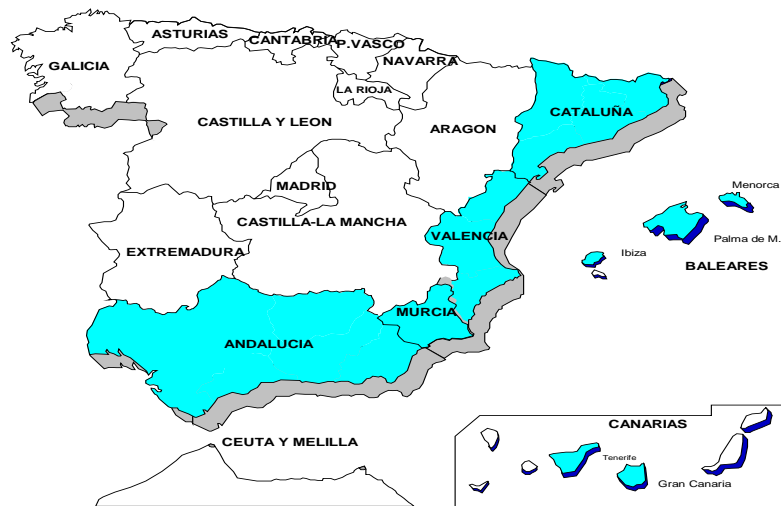 ASTURIAS
CANTABRIA
P.VASCO
GALICIA
NAVARRA
LA RIOJA
CATALUÑA
CASTILLA Y LEON
ARAGON
MADRID
Menorca
CASTILLA-LA MANCHA
VALENCIA
Palma de M.
EXTREMADURA
Ibiza
BALEARES
MURCIA
ANDALUCIA
CANARIAS
CEUTA Y MELILLA
Tenerife
Gran Canaria